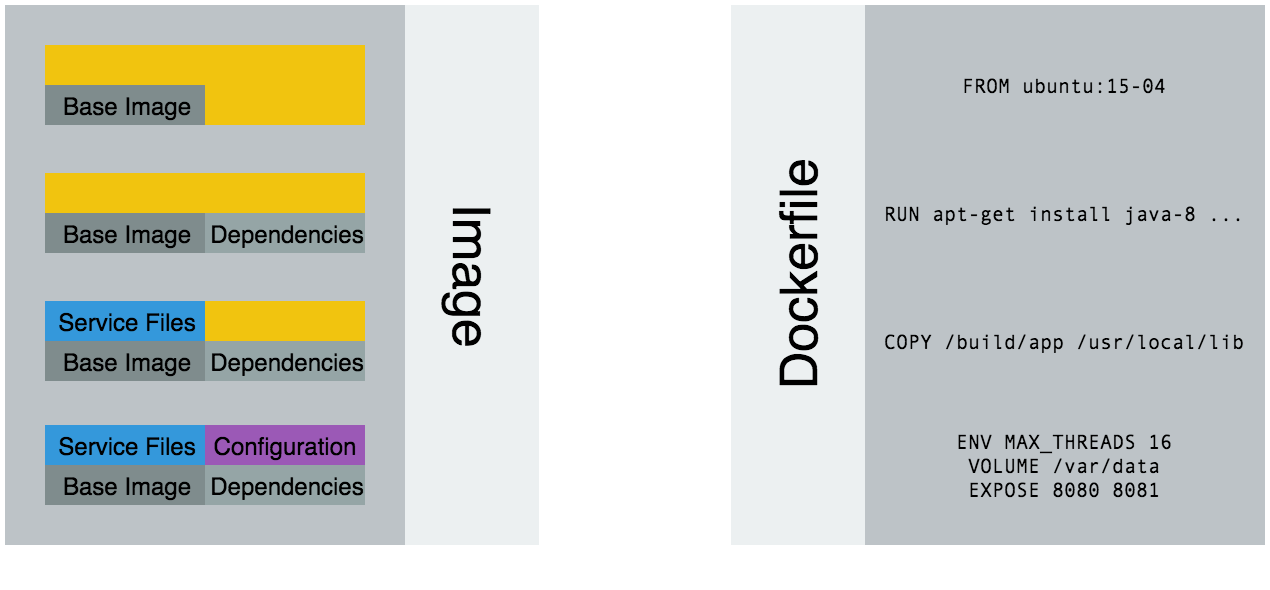 Base Image
Base Image Dependencies
Service Files
Base Image Dependencies
Service Files Configuration
Base Image Dependencies
Image
Dockerfile
FROM ubuntu:15-04
RUN apt-get install java-8 ...
COPY /build/app /usr/local/lib
ENV MAX_THREADS 16
VOLUME /var/data
EXPOSE 8080 8081